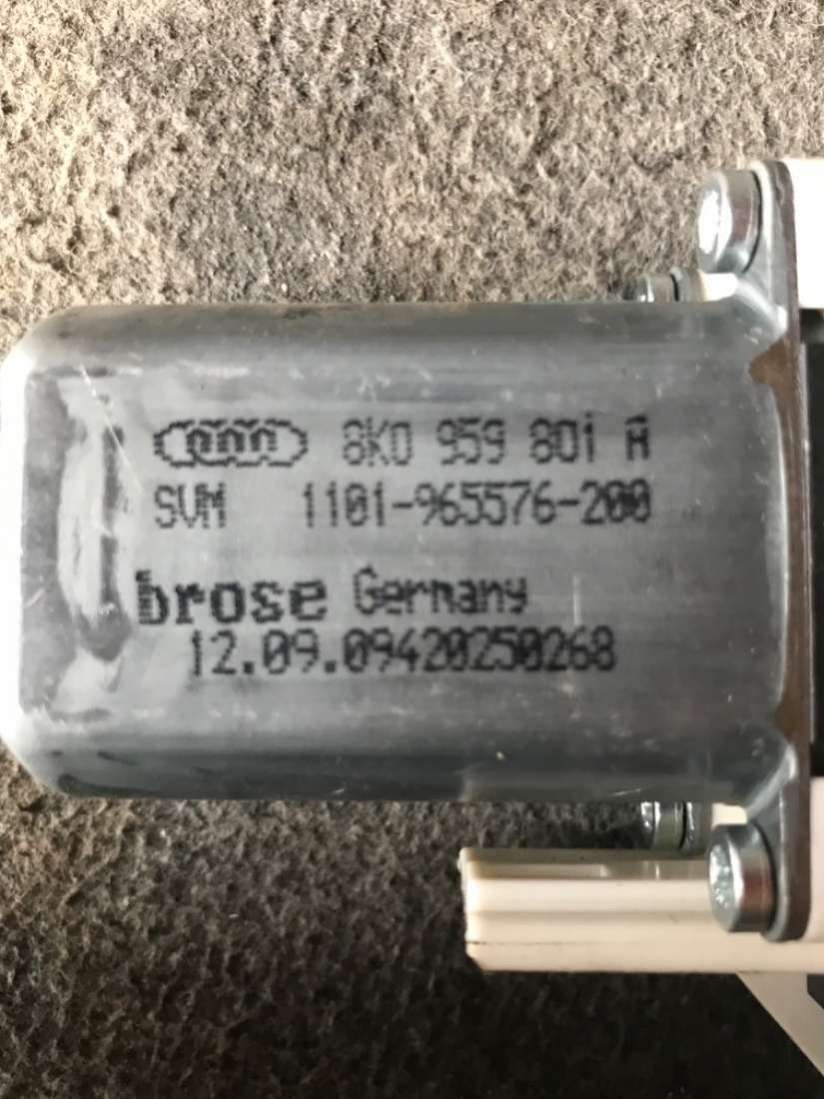 8K0 959 801 A
SVM 1101-965576-200
brose Germany
12.09.09420250268